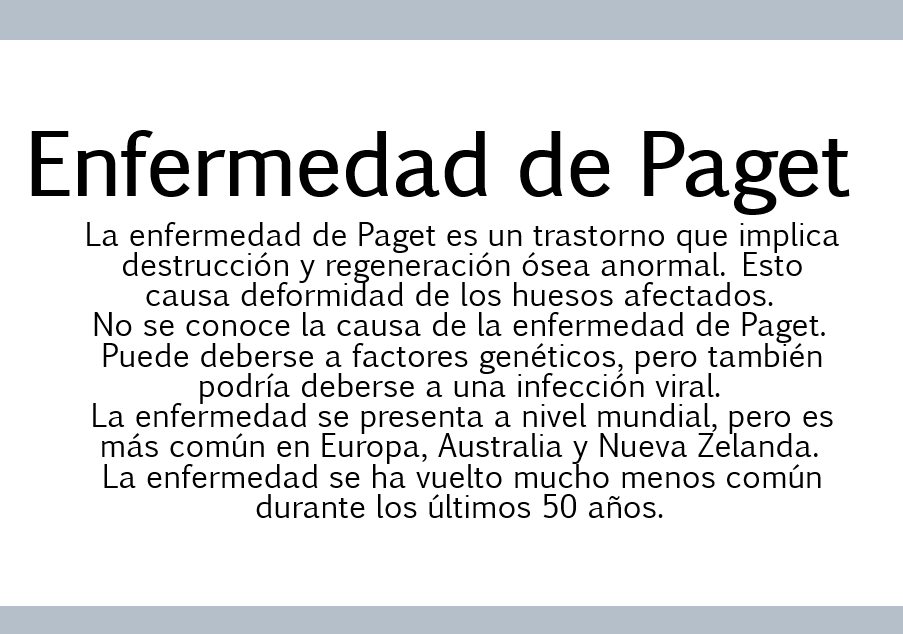 Enfermedad de Paget
La enfermedad de Paget es un trastorno que implica
destrucción y regeneración ósea anormal. Esto
causa deformidad de los huesos afectados.
No se conoce la causa de la enfermedad de Paget.
Puede deberse a factores genéticos, pero también
podría deberse a una infección viral.
La enfermedad se presenta a nivel mundial, pero es
más común en Europa, Australia y Nueva Zelanda.
La enfermedad se ha vuelto mucho menos común
durante los últimos 50 años.